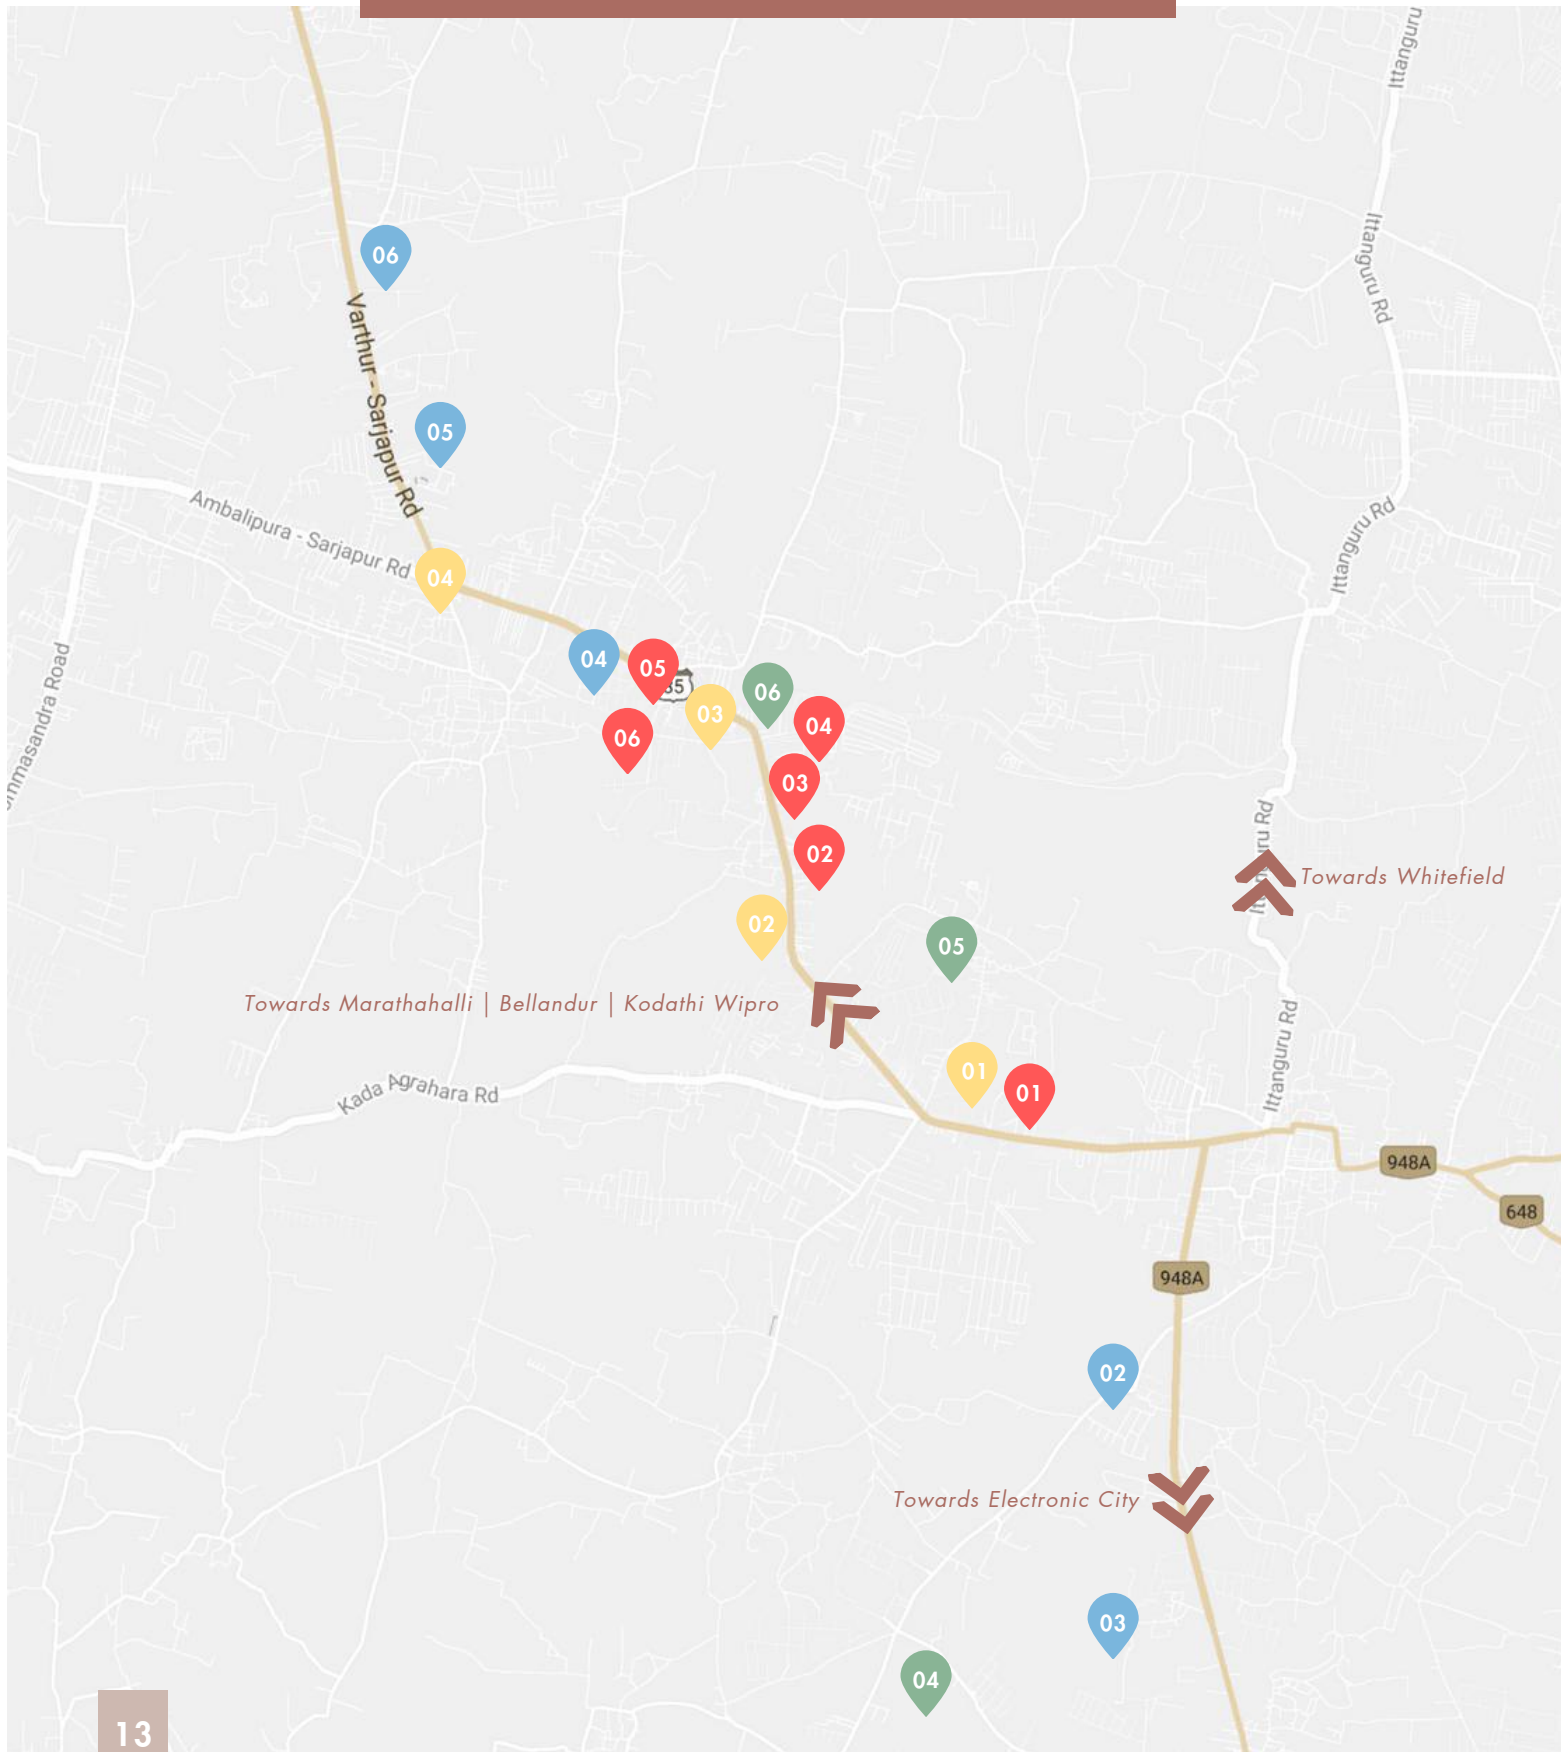 Ittanguru
Ittanguru Rd
06
Varthur - Sarjapur Rd
05
Ambalipura - Sarjapur Rd
Ittanguru Rd
04
04
05
06
03
04
06
03
Road
02
Towards Whitefield
02
05
Towards Marathahalli | Bellandur | Kodathi Wipro
Ittanguru Rd
01
01
Kada Agrahara Rd
948A
648
948A
02
Towards Electronic City
03
04
13